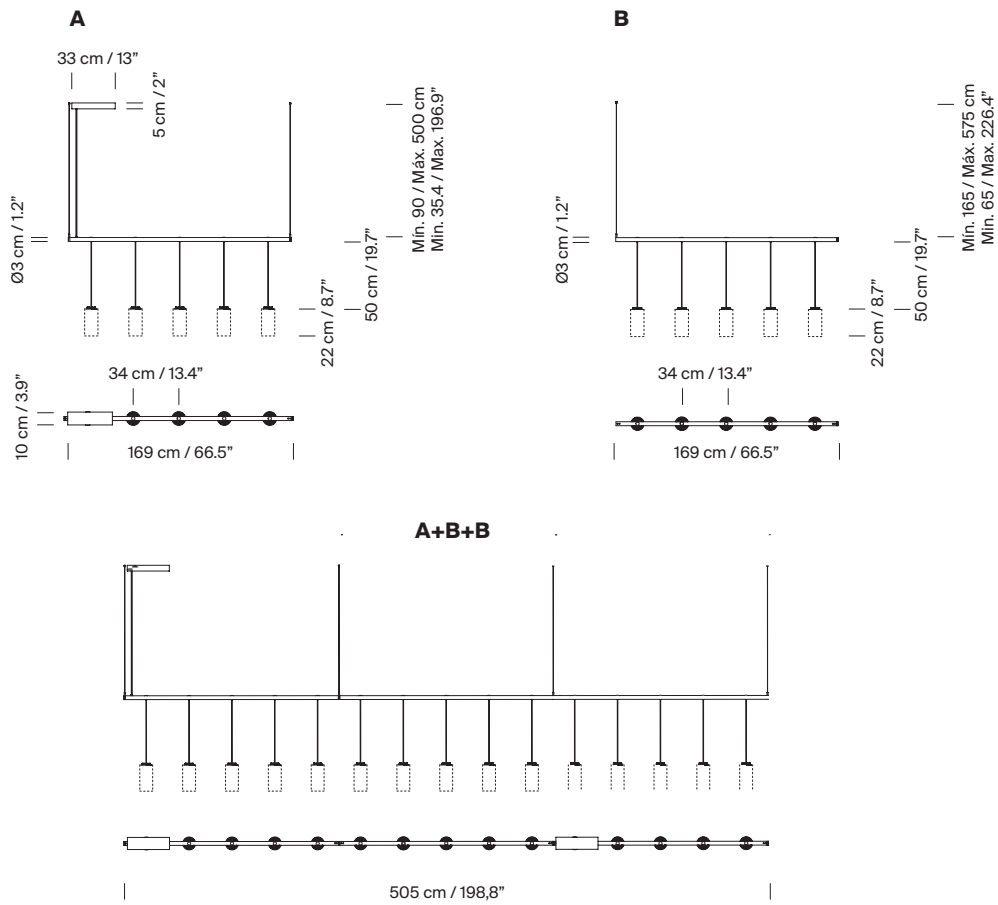 A
33 cm / 13”
5 cm / 2”
Mín. 90 / Máx. 500 cm
Min. 35.4 / Max. 196.9”
Ø3 cm / 1.2”
50 cm / 19.7”
22 cm / 8.7”
34 cm / 13.4”
10 cm / 3.9”
169 cm / 66.5”
B
Mín. 165 / Máx. 575 cm
Min. 65 / Max. 226.4”
Ø3 cm / 1.2”
50 cm / 19.7”
22 cm / 8.7”
34 cm / 13.4”
169 cm / 66.5”
A+B+B
505 cm / 198,8”